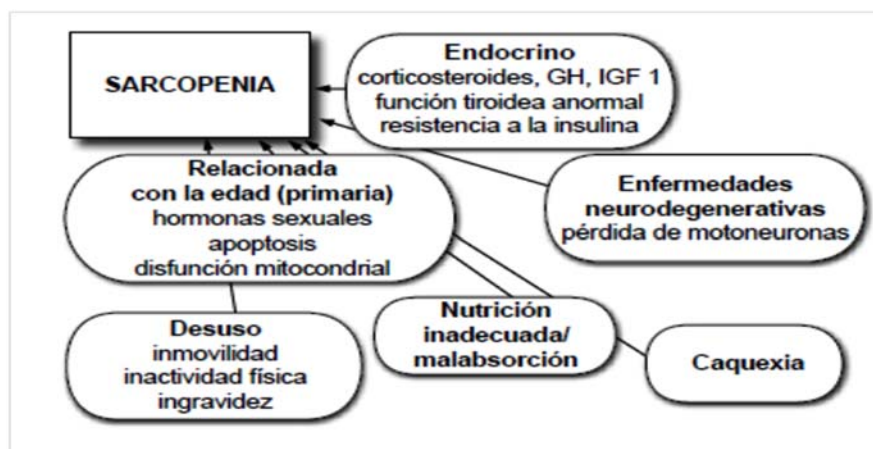 SARCOPENIA
Endocrino
corticosteroides, GH, IGF 1
función tiroidea anormal
resistencia a la insulina
Relacionada
con la edad (primaria)
hormonas sexuales
apoptosis
disfunción mitocondrial
Enfermedades
neurodegenerativas
pérdida de motoneuronas
Desuso
inmovilidad
inactividad física
ingravidez
Nutrición
inadecuada/
malabsorción
Caquexia